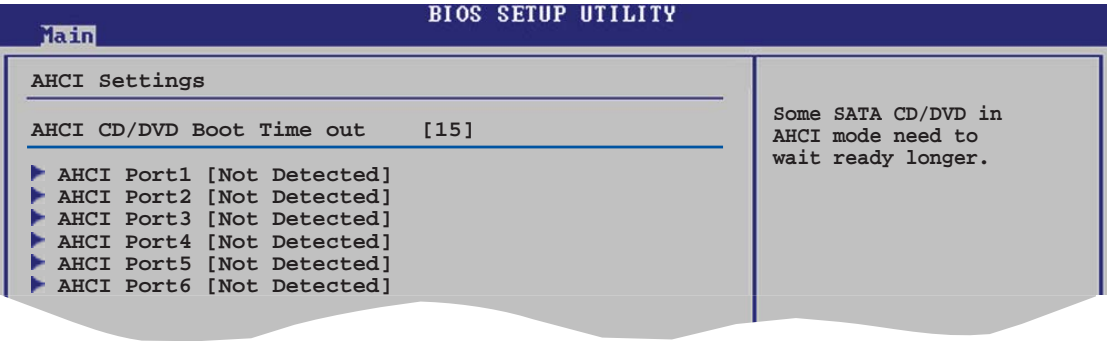 BIOS SETUP UTILITY
Main
AHCI Settings
AHCI CD/DVD Boot Time out [15]
AHCI Port1 [Not Detected]
AHCI Port2 [Not Detected]
AHCI Port3 [Not Detected]
AHCI Port4 [Not Detected]
AHCI Port5 [Not Detected]
AHCI Port6 [Not Detected]
Some SATA CD/DVD in
AHCI mode need to
wait ready longer.